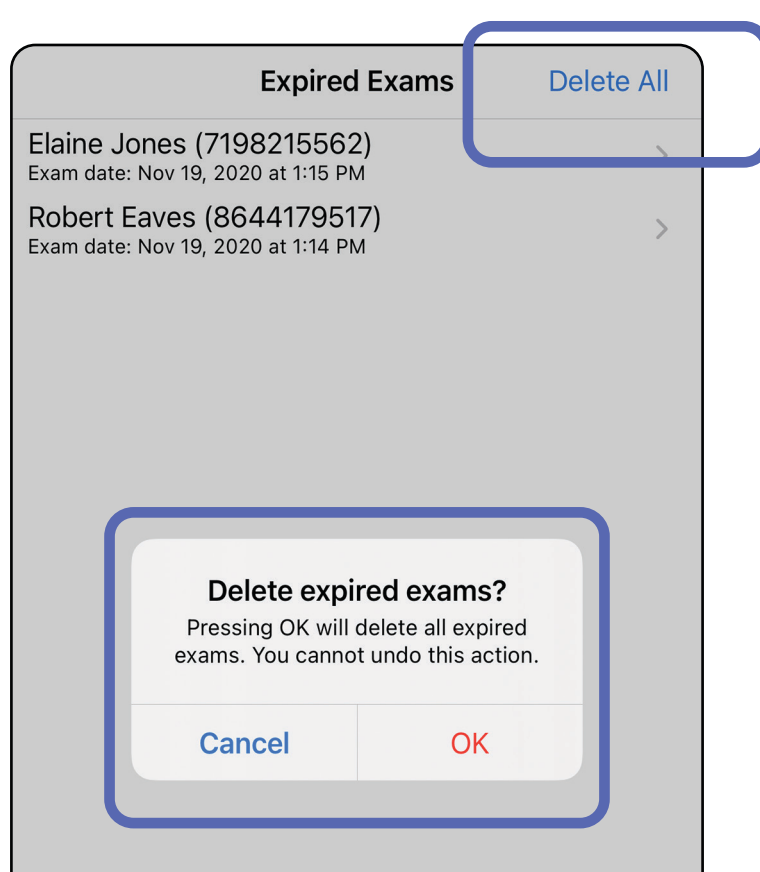 Expired Exams
Delete All
Elaine Jones (7198215562)
Exam date: Nov 19, 2020 at 1:15 PM
Robert Eaves (8644179517)
Exam date: Nov 19, 2020 at 1:14 PM
Delete expired exams?
Pressing OK will delete all expired
exams. You cannot undo this action.
Cancel
OK